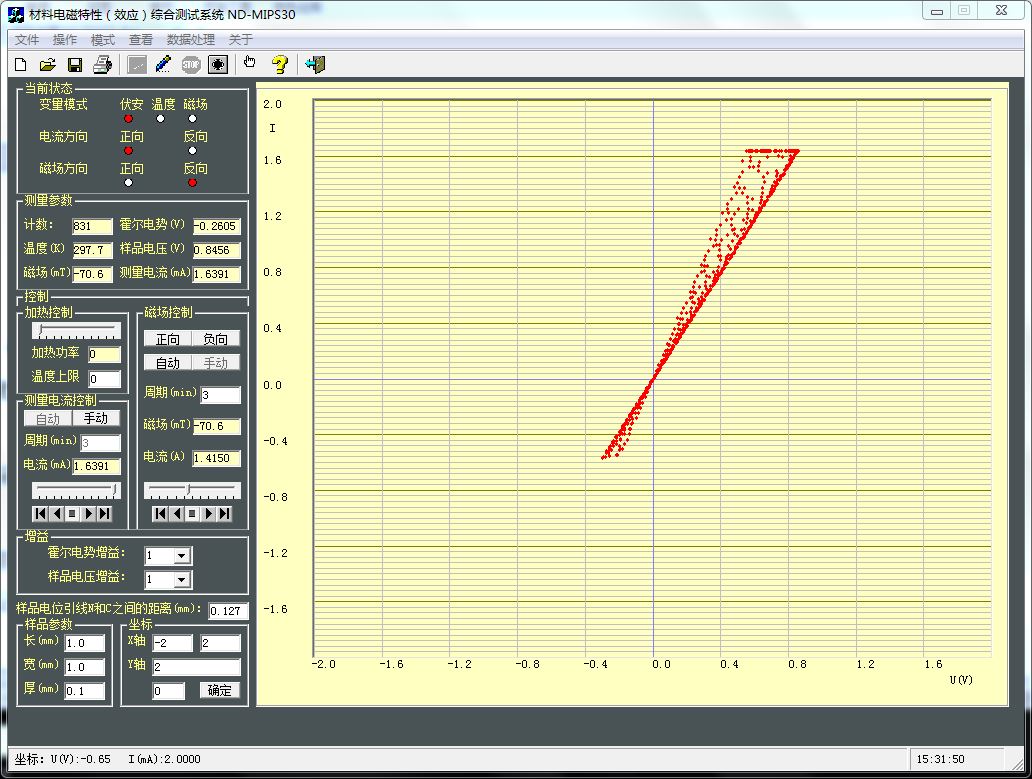 材料电磁特性（效应）综合测试系统 ND-MIPS30
文件 操作 模式 查看 数据处理 关于
STOP
当前状态
变量模式 伏安 温度 磁场
电流方向 正向 反向
磁场方向 正向 反向
测量参数
计数: 831 霍尔电势(V) -0.2605
温度(K) 297.7 样品电压(V) 0.8456
磁场(mT) -70.6 测量电流(mA) 1.6391
控制
加热控制
加热功率 0
温度上限 0
测量电流控制
自动 手动
周期(min) 3
电流(mA) 1.6391
磁场控制
正向 负向
自动 手动
周期(min) 3
磁场(mT) -70.6
电流(A) 1.4150
增益
霍尔电势增益: 1
样品电压增益: 1
样品电位引线N和C之间的距离(mm): 0.127
样品参数
长(mm) 1.0
宽(mm) 1.0
厚(mm) 0.1
坐标
X轴 -2 2
Y轴 2
0 确定
2.0
I
1.6
1.2
0.8
0.4
0.0
-0.4
-0.8
-1.2
-1.6
-2.0 -1.6 -1.2 -0.8 -0.4 0.0 0.4 0.8 1.2 1.6
U(V)
坐标: U(V):-0.65 I(mA):2.0000
15:31:50